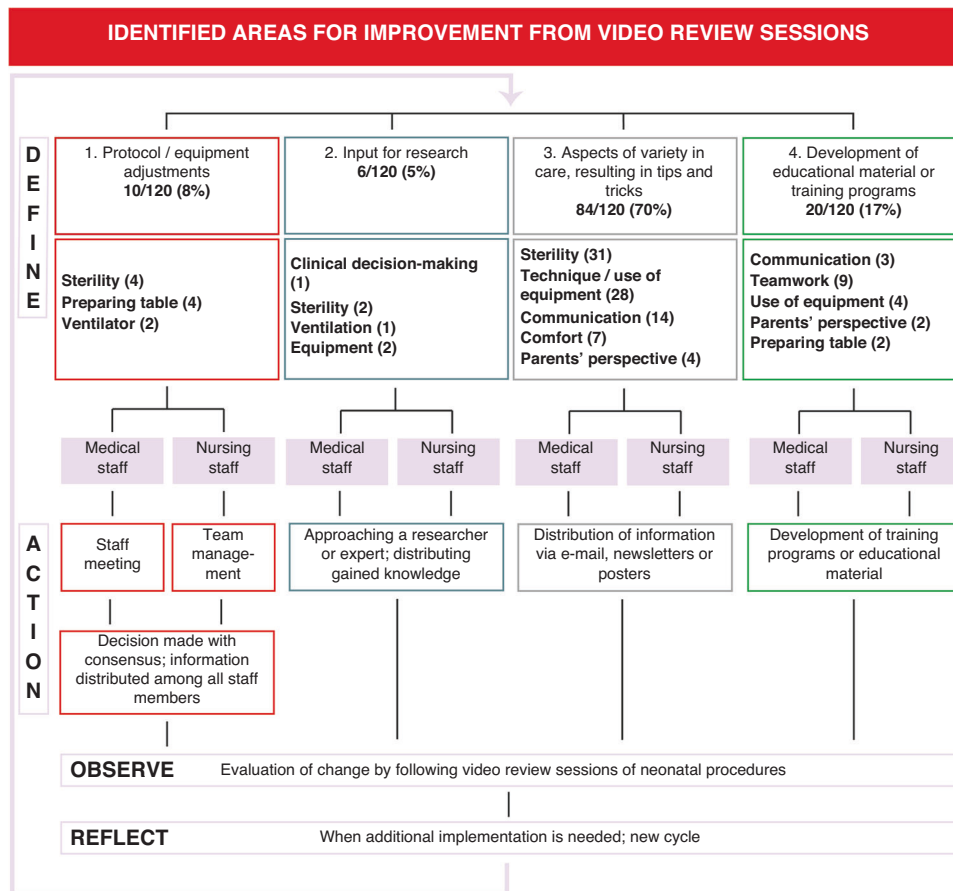 IDENTIFIED AREAS FOR IMPROVEMENT FROM VIDEO REVIEW SESSIONS
DEFINE
1. Protocol / equipment
adjustments
10/120 (8%)
2. Input for research
6/120 (5%)
3. Aspects of variety in
care, resulting in tips and
tricks
84/120 (70%)
4. Development of
educational material or
training programs
20/120 (17%)
Sterility (4)
Preparing table (4)
Ventilator (2)
Clinical decision-making
(1)
Sterility (2)
Ventilation (1)
Equipment (2)
Sterility (31)
Technique / use of
equipment (28)
Communication (14)
Comfort (7)
Parents' perspective (4)
Communication (3)
Teamwork (9)
Use of equipment (4)
Parents' perspective (2)
Preparing table (2)
Medical
staff
Nursing
staff
Medical
staff
Nursing
staff
Medical
staff
Nursing
staff
Medical
staff
Nursing
staff
ACTION
Staff
meeting
Team
manage-
ment
Approaching a researcher
or expert; distributing
gained knowledge
Distribution of information
via e-mail, newsletters or
posters
Development of training
programs or educational
material
Decision made with
consensus; information
distributed among all staff
members
OBSERVE Evaluation of change by following video review sessions of neonatal procedures
REFLECT When additional implementation is needed; new cycle